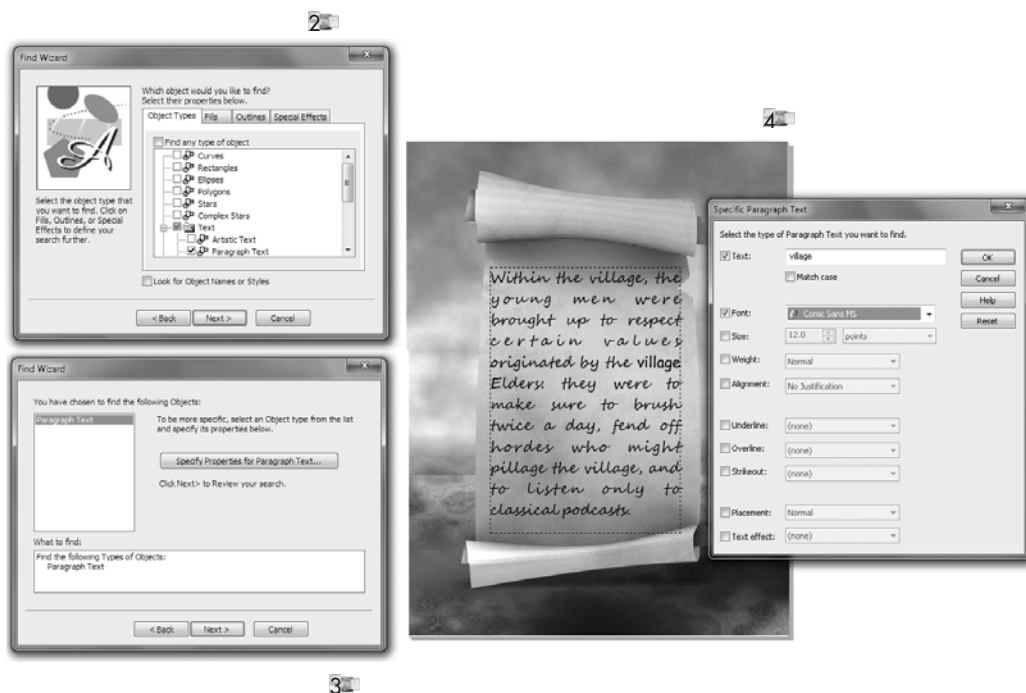 2
Find Wizard
Which object would you like to find?
Select their properties below.
Object Types Fills Outlines Special Effects
Find any type of object
Curves
Rectangles
Ellipses
Polygons
Stars
Complex Stars
Text
Artistic Text
Paragraph Text
Select the object type that
you want to find. Click on
Fills, Outlines, or Special
Effects to define your
search further.
Look for Object Names or Styles
< Back Next > Cancel
Find Wizard
You have chosen to find the following Objects:
Paragraph Text
To be more specific, select an Object type from the list
and specify its properties below.
Specify Properties for Paragraph Text...
Click Next> to Review your search.
What to find:
Find the following Types of Objects:
Paragraph Text
< Back Next > Cancel
3
4
Within the village, the
young men were
brought up to respect
certain values
originated by the village
Elders: they were to
make sure to brush
twice a day, fend off
hordes who might
pillage the village, and
to listen only to
classical podcasts.
Specific Paragraph Text
Select the type of Paragraph Text you want to find.
Text: village OK
Match case Cancel
Help
Font: Comic Sans MS Reset
Size: 12.0 points
Weight: Normal
Alignment: No Justification
Underline: (none)
Overline: (none)
Strikeout: (none)
Placement: Normal
Text effect: (none)